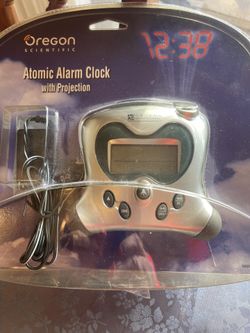 Oregon
SCIENTIFIC
12:38
Atomic Alarm Clock
with Projection